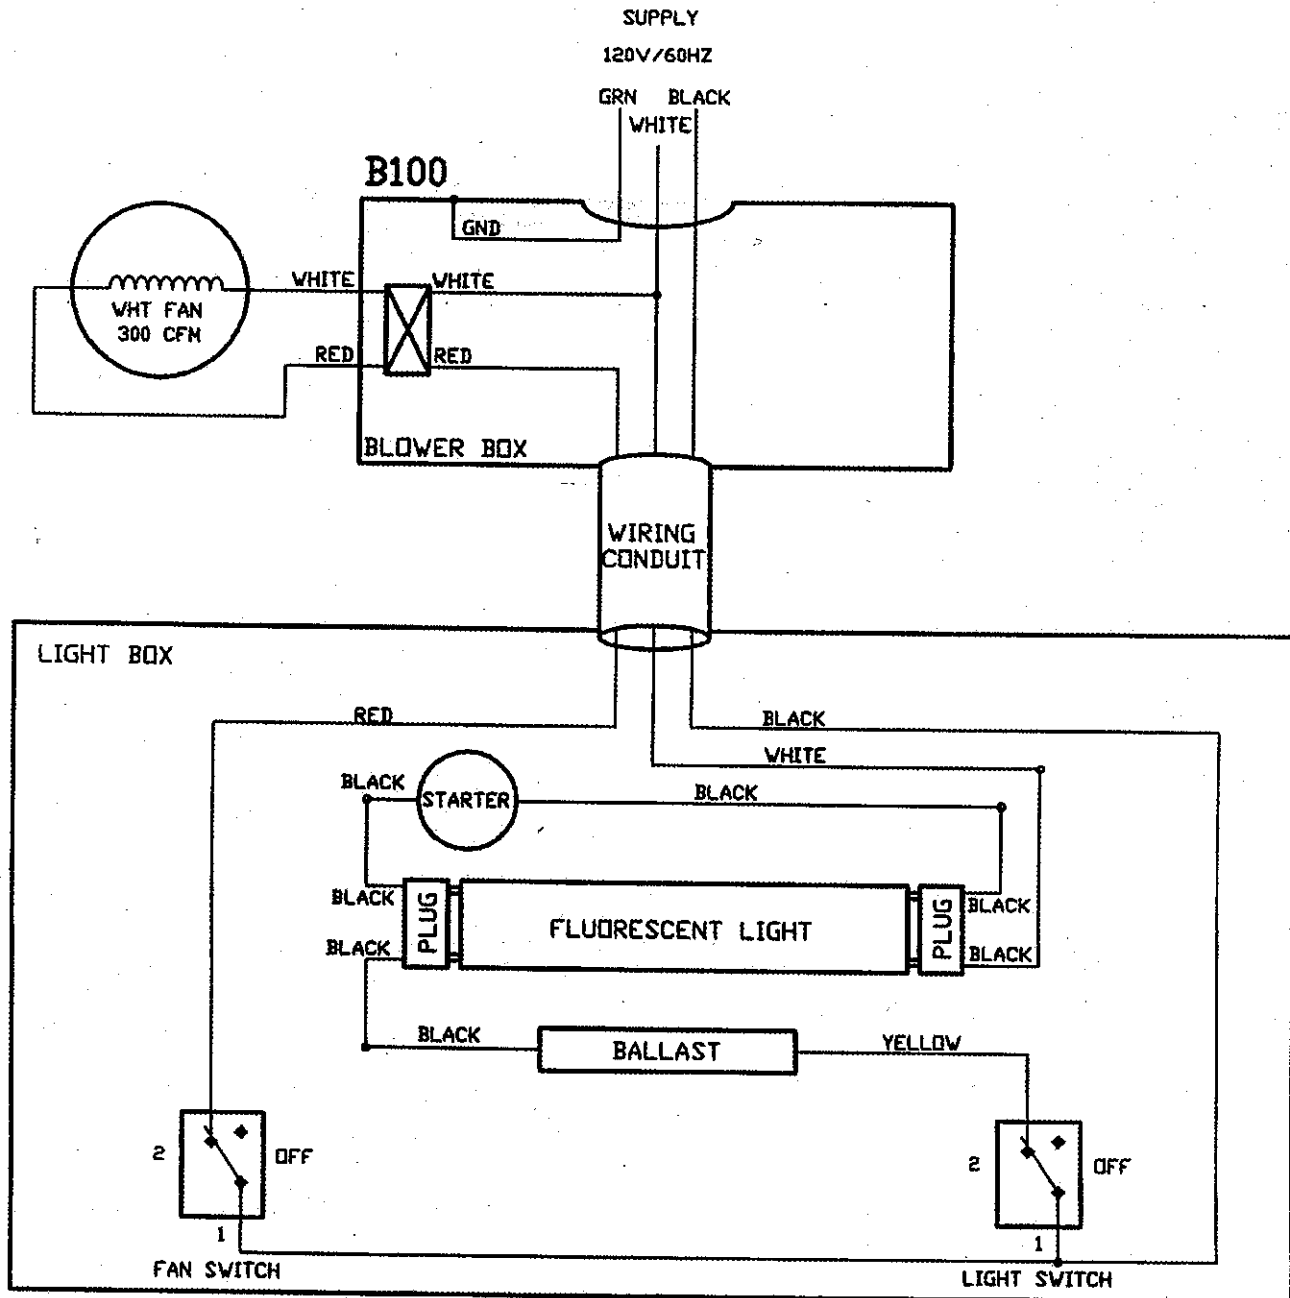 SUPPLY
120V/60HZ
GRN BLACK
WHITE
B100
GND
WHITE WHITE
WHT FAN
300 CFM
RED RED
BLOWER BOX
WIRING
CONDUIT
LIGHT BOX
RED BLACK
WHITE
BLACK STARTER BLACK
BLACK PLUG FLUORESCENT LIGHT PLUG BLACK
BLACK BLACK
BLACK BALLAST YELLOW
2 OFF 2 OFF
1 1
FAN SWITCH LIGHT SWITCH